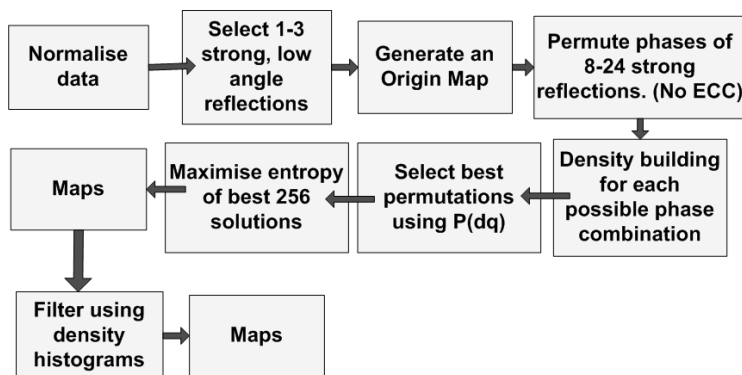 Normalise
data
Select 1-3
strong, low
angle
reflections
Generate an
Origin Map
Permute phases of
8-24 strong
reflections. (No ECC)
Density building
for each
possible phase
combination
Select best
permutations
using P(dq)
Maximise entropy
of best 256
solutions
Maps
Filter using
density
histograms
Maps